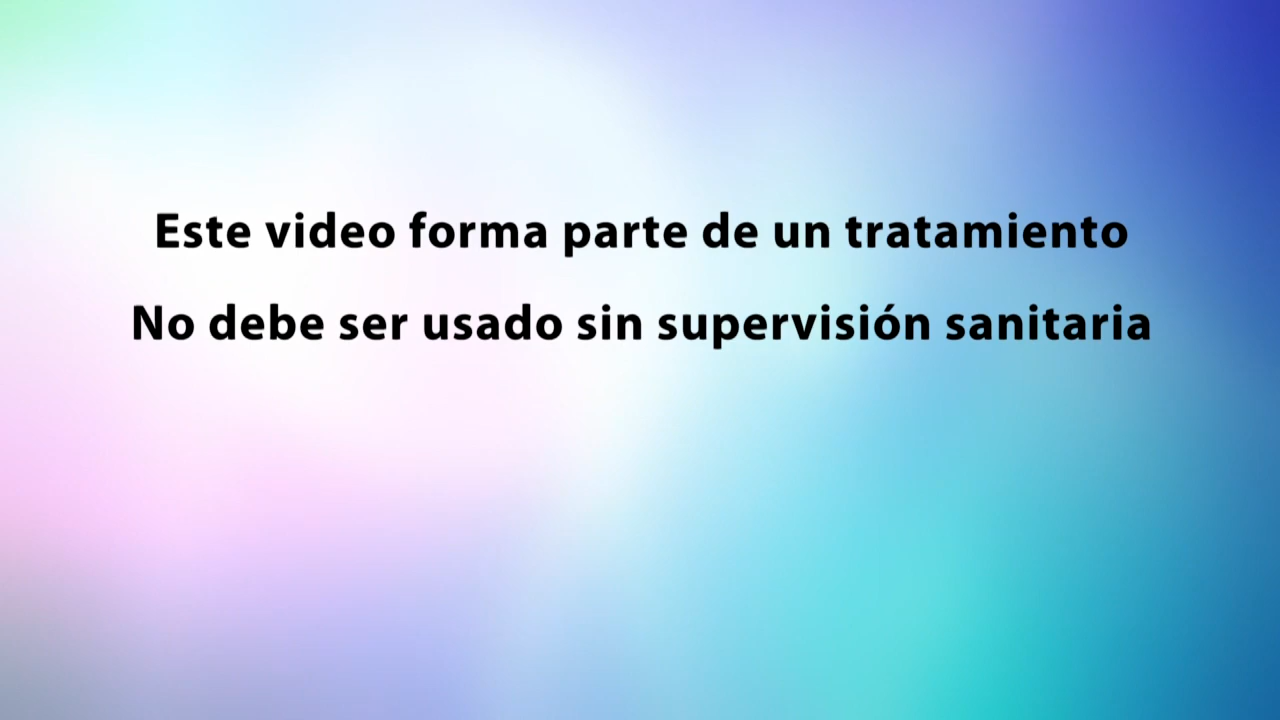 Este video forma parte de un tratamiento
No debe ser usado sin supervisión sanitaria